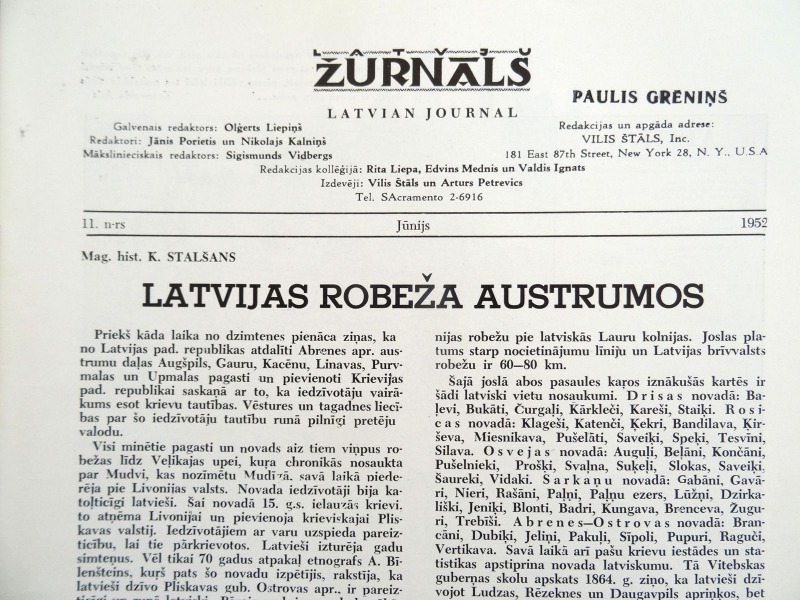 LATVJU
ŽURNĀLS
LATVIAN JOURNAL
PAULIS GRĒNIŅŠ
Galvenais redaktors: Olģerts Liepiņš
Redaktori: Jānis Porietis un Nikolajs Kalniņš
Mākslinieciskais redaktors: Sigismunds Vidbergs
Redakcijas un apgāda adrese:
VILIS ŠTĀLS, Inc.
181 East 87th Street, New York 28, N. Y., U.S.A
Redakcijas kollēģijā: Rita Liepa, Edvins Mednis un Valdis Ignats
Izdevēji: Vilis Štāls un Arturs Petrevics
Tel. SAcramento 2-6916
11. n-rs
Jūnijs
1952
Mag. hist. K. STALŠANS
LATVIJAS ROBEŽA AUSTRUMOS
Priekš kāda laika no dzimtenes pienāca ziņas, ka
no Latvijas pad. republikas atdalīti Abrenes apr. aus-
trumu daļas Augšpils, Gauru, Kacēnu, Linavas, Purv-
malas un Upmalas pagasti un pievienoti Krievijas
pad. republikai saskaņā ar to, ka iedzīvotāju vairā-
kums esot krievu tautības. Vēstures un tagadnes liecī-
bas par šo iedzīvotāju tautību runā pilnīgi pretēju
valodu.
Visi minētie pagasti un novads aiz tiem viņpus ro-
bežas līdz Veļikajas upei, kuŗa chronikās nosaukta
par Mudvi, kas nozīmētu Mudīva, savā laikā piede-
rēja pie Livonijas valsts. Novada iedzīvotāji bija ka-
toļticīgi latvieši. Šai novadā 15. g.s. ielauzās krievi,
to atņēma Livonijai un pievienoja krieviskajai Plis-
kavas valstij. Iedzīvotājiem ar varu uzspieda pareiz-
ticību, lai tie pārkrievotos. Latvieši izturēja gadu
simteņus. Vēl tikai 70 gadus atpakaļ etnografs A. Bī-
lenšteins, kuŗš pats šo novadu izpētījis, rakstīja, ka
latvieši dzīvo Pliskavas gub. Ostrovas apr., ir pareiz-
ticīgi un runā latviski.
nijas robežu pie latviskās Lauru kolnijas. Joslas pla-
tums starp nocietinājumu līniju un Latvijas brīvvalsts
robežu ir 60—80 km.
Šajā joslā abos pasaules kaŗos iznākušās kartēs ir
šādi latviski vietu nosaukumi. Drisas novadā: Ba-
ļevi, Bukāti, Čurgaļi, Kārkleči, Kareši, Staiķi. Rosi-
cas novadā: Klageši, Katenči, Ķekri, Bandilava, Ķir-
ševa, Miesnikava, Pušelāti, Saveiķi, Speķi, Tesvīni,
Silava. Osvejas novadā: Auguļi, Beļāni, Končāni,
Pušelnieki, Prošķi, Svaļna, Suķeļi, Slokas, Saveiķi,
Šaureki, Vidaki. Sarkaņu novadā: Gabāni, Gavā-
ri, Nieri, Rašāni, Paļņi, Paļņu ezers, Lūžņi, Dzirka-
liški, Jeniķi, Blonti, Badri, Kungava, Brenceva, Žugu-
ri, Trebiši. Abrenes—Ostrovas novadā: Bran-
cāni, Dubiķi, Jeliņi, Pakuļi, Sīpoli, Pupuri, Raguči,
Vertikava. Savā laikā arī pašu krievu iestādes un sta-
tistikas apstiprina novada latviskumu. Tā Vitebskas
guberņas skolu apskats 1864. g. ziņo, ka latvieši dzī-
vojot Ludzas, Rēzeknes un Daugavpils apriņķos, bet